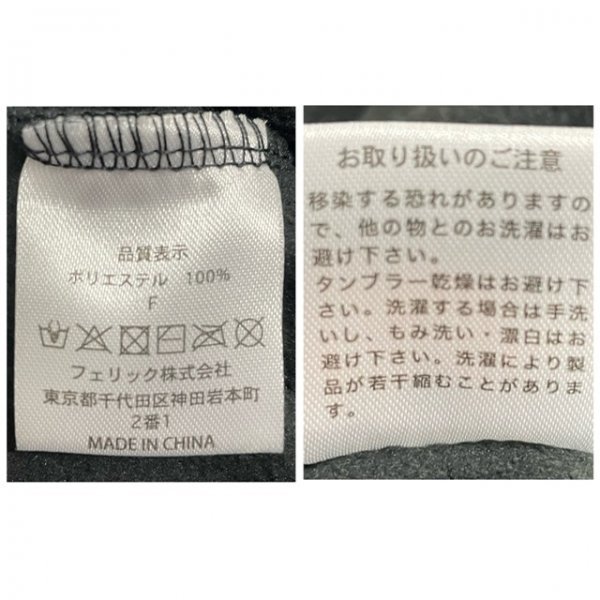 品質表示
ポリエステル 100%
F
フェリック株式会社
東京都千代田区神田岩本町
2番1
MADE IN CHINA
お取り扱いのご注意
移染する恐れがありますの
で、他の物とのお洗濯はお
避け下さい。
タンブラー乾燥はお避け下
さい。洗濯する場合は手洗
いし、もみ洗い・漂白はお
避け下さい。洗濯により製
品が若干縮むことがありま
す。